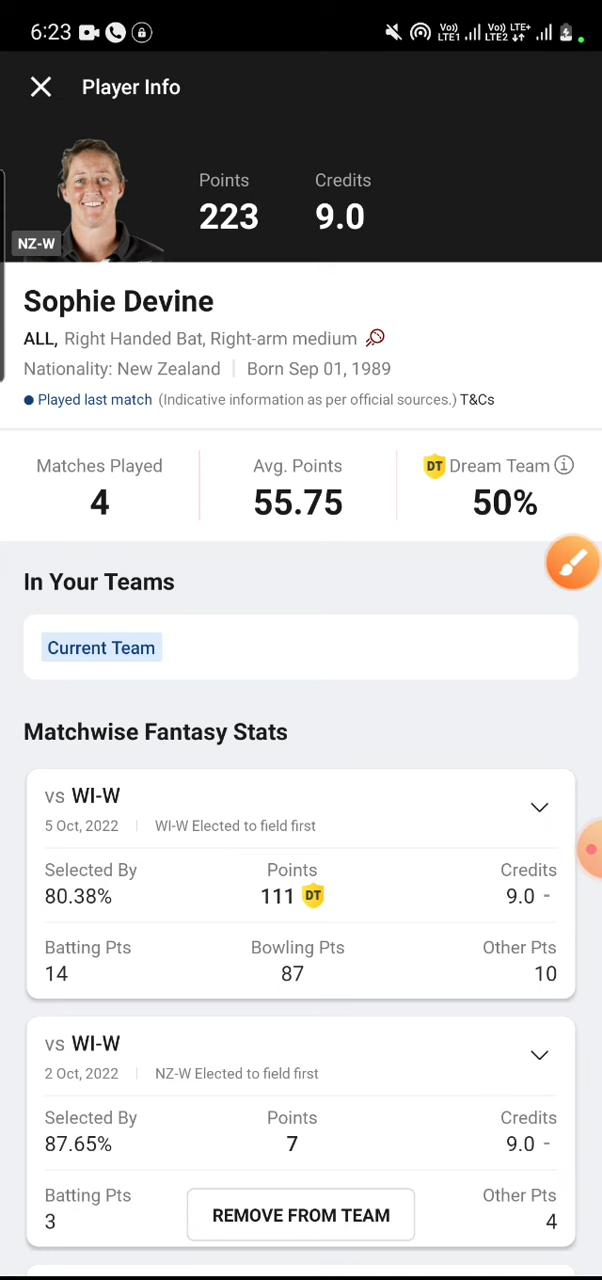 6:23
Vo)) LTE1 Vo)) LTE+ LTE2
Player Info
Points Credits
223 9.0
NZ-W
Sophie Devine
ALL, Right Handed Bat, Right-arm medium
Nationality: New Zealand | Born Sep 01, 1989
Played last match (Indicative information as per official sources.) T&Cs
Matches Played Avg. Points DT Dream Team
4 55.75 50%
In Your Teams
Current Team
Matchwise Fantasy Stats
vs WI-W
5 Oct, 2022 | WI-W Elected to field first
Selected By Points Credits
80.38% 111 DT 9.0 -
Batting Pts Bowling Pts Other Pts
14 87 10
vs WI-W
2 Oct, 2022 | NZ-W Elected to field first
Selected By Points Credits
87.65% 7 9.0 -
Batting Pts Other Pts
REMOVE FROM TEAM
3 4